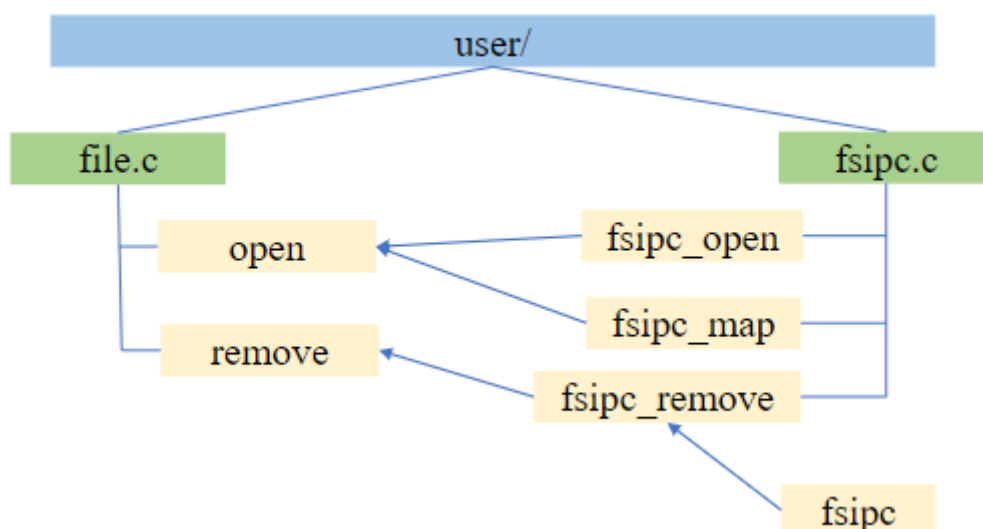 user/
file.c
fsipc.c
open
fsipc_open
fsipc_map
remove
fsipc_remove
fsipc